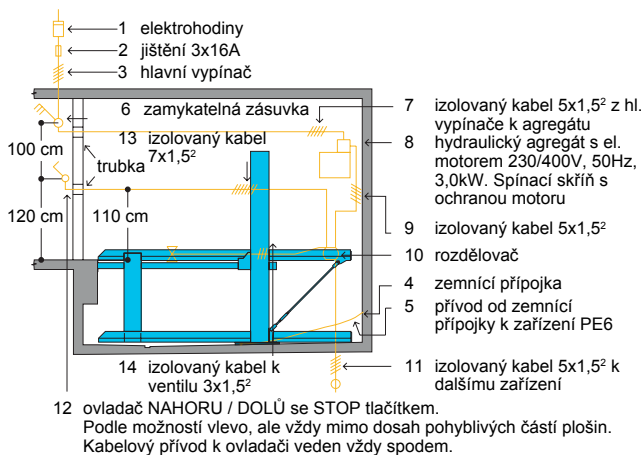 1 elektrohodiny
2 jištění 3x16A
3 hlavní vypínač
6 zamykatelná zásuvka
13 izolovaný kabel
7x1,5²
trubka
100 cm
120 cm
110 cm
7 izolovaný kabel 5x1,5² z hl.
vypínače k agregátu
8 hydraulický agregát s el.
motorem 230/400V, 50Hz,
3,0kW. Spínací skříň s
ochranou motoru
9 izolovaný kabel 5x1,5²
10 rozdělovač
4 zemnící přípojka
5 přívod od zemnící
přípojky k zařízení PE6
11 izolovaný kabel 5x1,5² k
dalšímu zařízení
14 izolovaný kabel k
ventilu 3x1,5²
12 ovladač NAHORU / DOLŮ se STOP tlačítkem.
Podle možností vlevo, ale vždy mimo dosah pohyblivých částí plošin.
Kabelový přívod k ovladači veden vždy spodem.